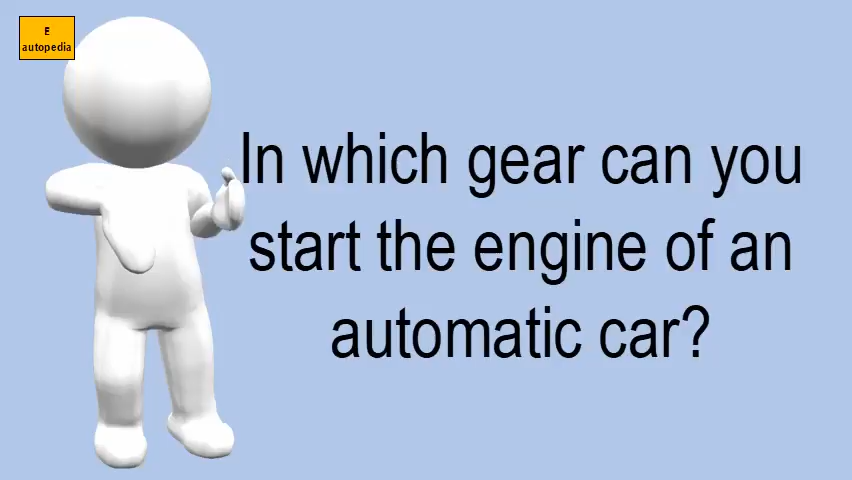 E
autopedia
In which gear can you
start the engine of an
automatic car?